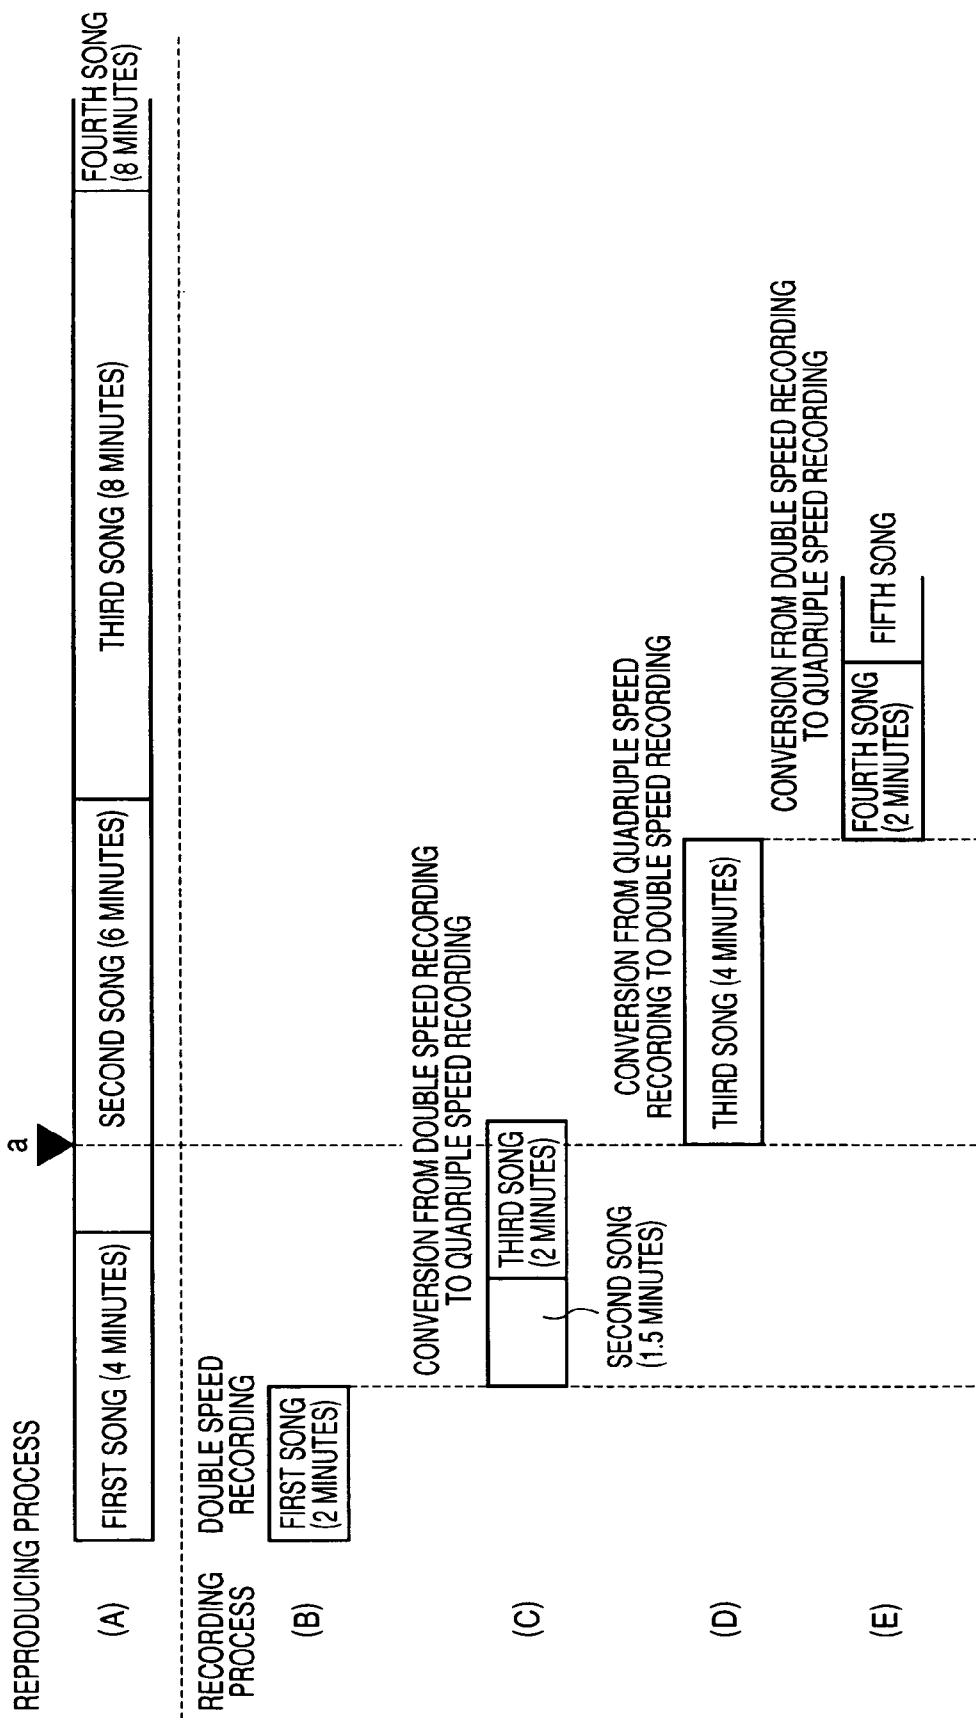 REPRODUCING PROCESS
a
(A)
FIRST SONG (4 MINUTES)
SECOND SONG (6 MINUTES)
THIRD SONG (8 MINUTES)
FOURTH SONG
(8 MINUTES)
RECORDING
PROCESS
DOUBLE SPEED
RECORDING
(B)
FIRST SONG
(2 MINUTES)
CONVERSION FROM DOUBLE SPEED RECORDING
TO QUADRUPLE SPEED RECORDING
(C)
THIRD SONG
(2 MINUTES)
SECOND SONG
(1.5 MINUTES)
CONVERSION FROM QUADRUPLE SPEED
RECORDING TO DOUBLE SPEED RECORDING
(D)
THIRD SONG (4 MINUTES)
CONVERSION FROM DOUBLE SPEED RECORDING
TO QUADRUPLE SPEED RECORDING
(E)
FOURTH SONG
(2 MINUTES)
FIFTH SONG